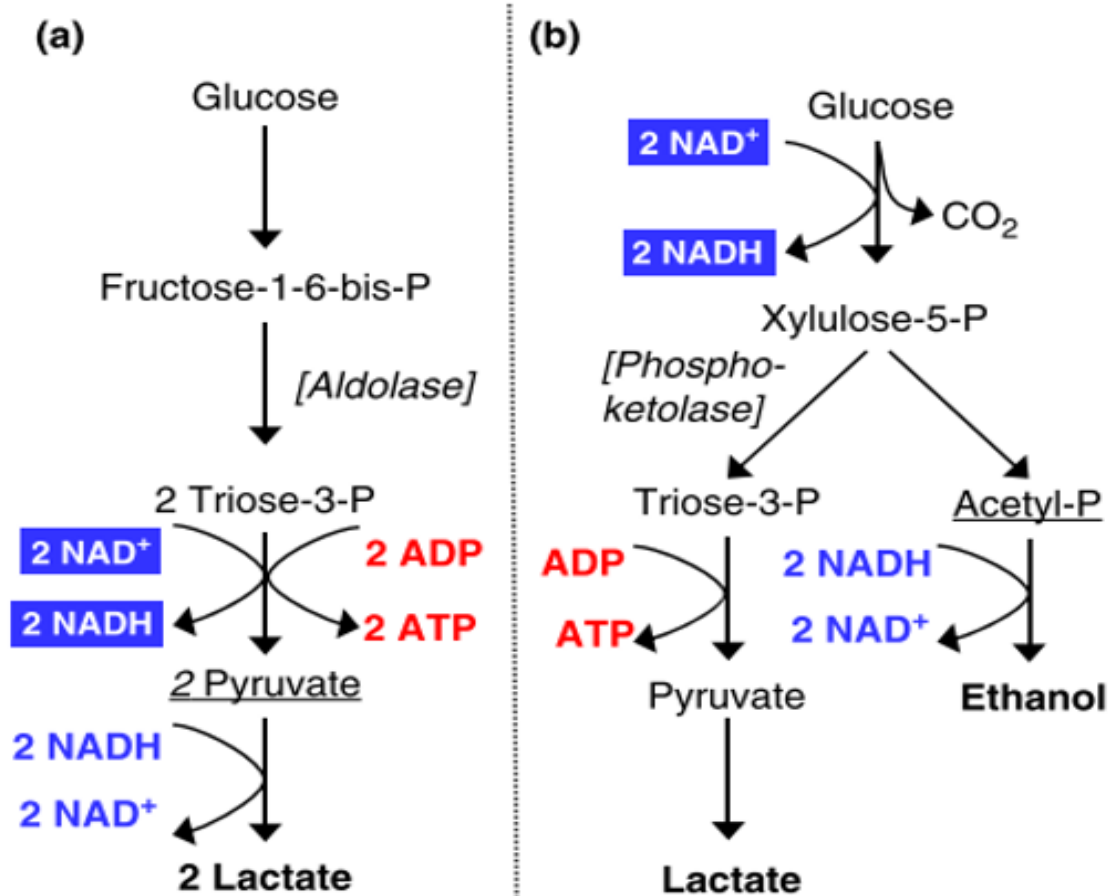 (a)
Glucose
Fructose-1-6-bis-P
[Aldolase]
2 Triose-3-P
2 NAD⁺
2 ADP
2 NADH
2 ATP
2 Pyruvate
2 NADH
2 NAD⁺
2 Lactate
(b)
Glucose
2 NAD⁺
CO₂
2 NADH
Xylulose-5-P
[Phospho-
ketolase]
Triose-3-P
Acetyl-P
ADP
2 NADH
ATP
2 NAD⁺
Pyruvate
Ethanol
Lactate